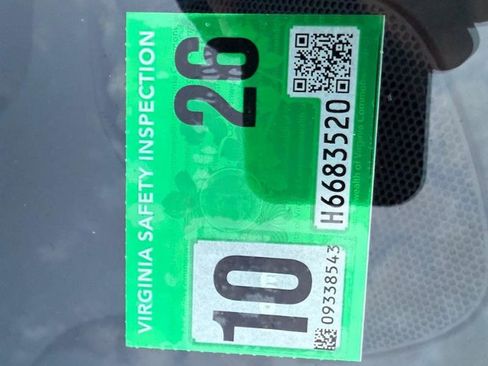 VIRGINIA SAFETY INSPECTION
10 26
09338543
H6683520